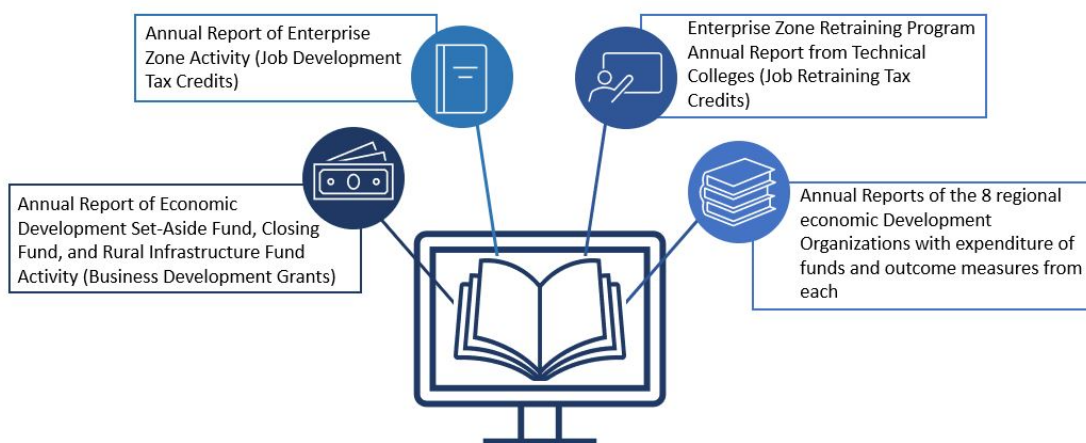 Annual Report of Enterprise
Zone Activity (Job Development
Tax Credits)
Enterprise Zone Retraining Program
Annual Report from Technical
Colleges (Job Retraining Tax
Credits)
Annual Report of Economic
Development Set-Aside Fund, Closing
Fund, and Rural Infrastructure Fund
Activity (Business Development Grants)
Annual Reports of the 8 regional
economic Development
Organizations with expenditure of
funds and outcome measures from
each